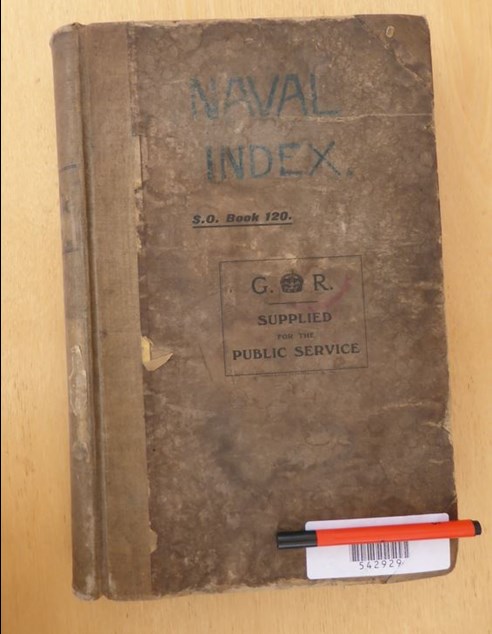 NAVAL
INDEX.
S.O. Book 120.
G. R.
SUPPLIED
FOR THE
PUBLIC SERVICE
542929